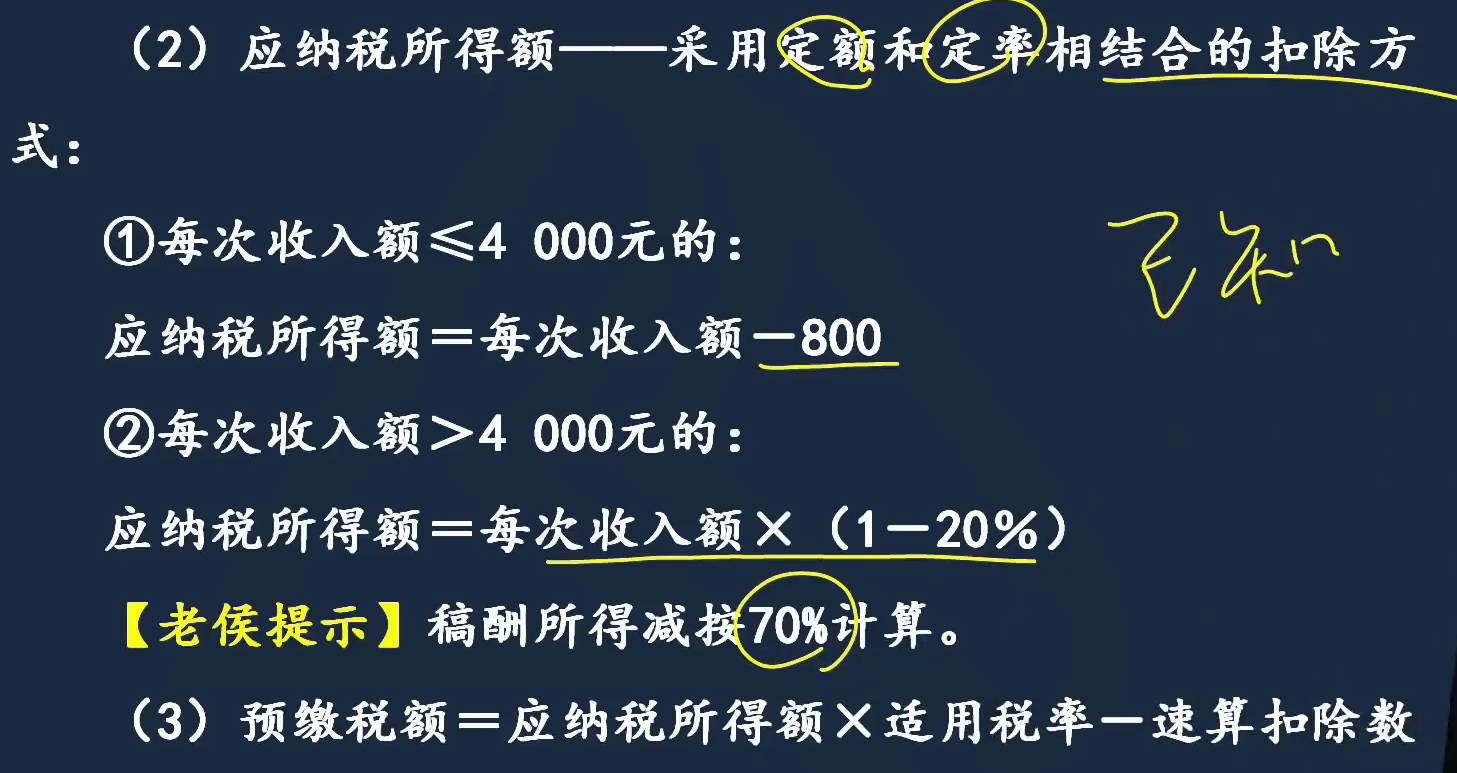 （2）应纳税所得额——采用定额和定率相结合的扣除方
式：
①每次收入额≤4 000元的：
应纳税所得额＝每次收入额－800
②每次收入额＞4 000元的：
应纳税所得额＝每次收入额×（1－20%）
【老侯提示】稿酬所得减按70%计算。
（3）预缴税额＝应纳税所得额×适用税率－速算扣除数